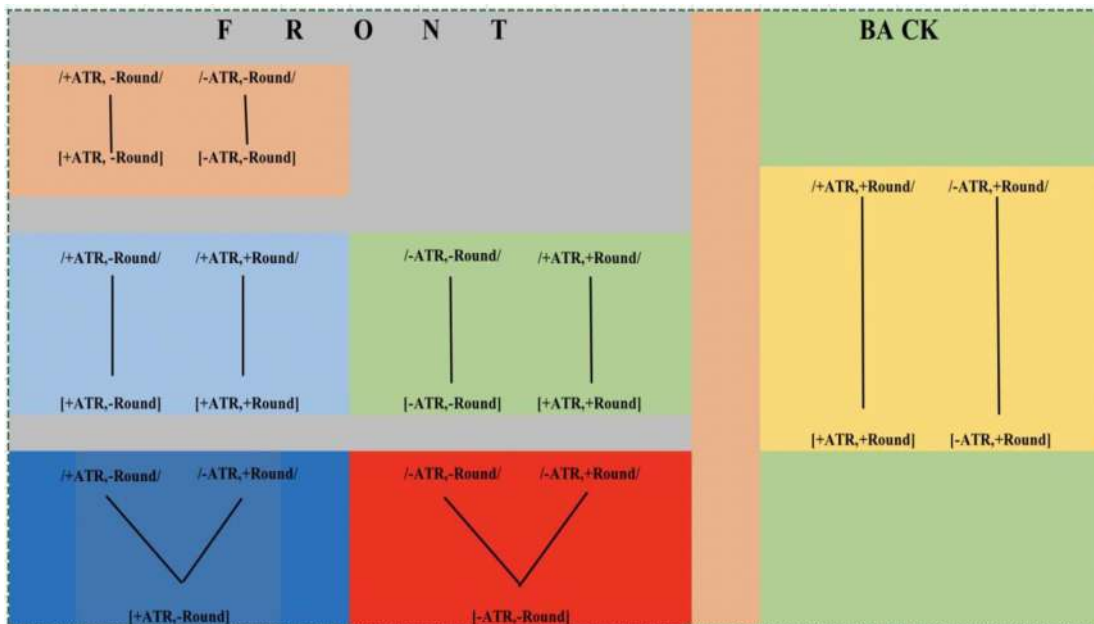 F R O N T BA CK
/+ATR, -Round/ /-ATR,-Round/
[+ATR, -Round] [-ATR,-Round]
/+ATR,+Round/ /-ATR,+Round/
/+ATR,-Round/ /+ATR,+Round/ /-ATR,-Round/ /+ATR,+Round/
[+ATR,-Round] [+ATR,+Round] [-ATR,-Round] [+ATR,+Round]
[+ATR,+Round] [-ATR,+Round]
/+ATR,-Round/ /-ATR,+Round/ /-ATR,-Round/ /-ATR,+Round/
[+ATR,-Round] [-ATR,-Round]